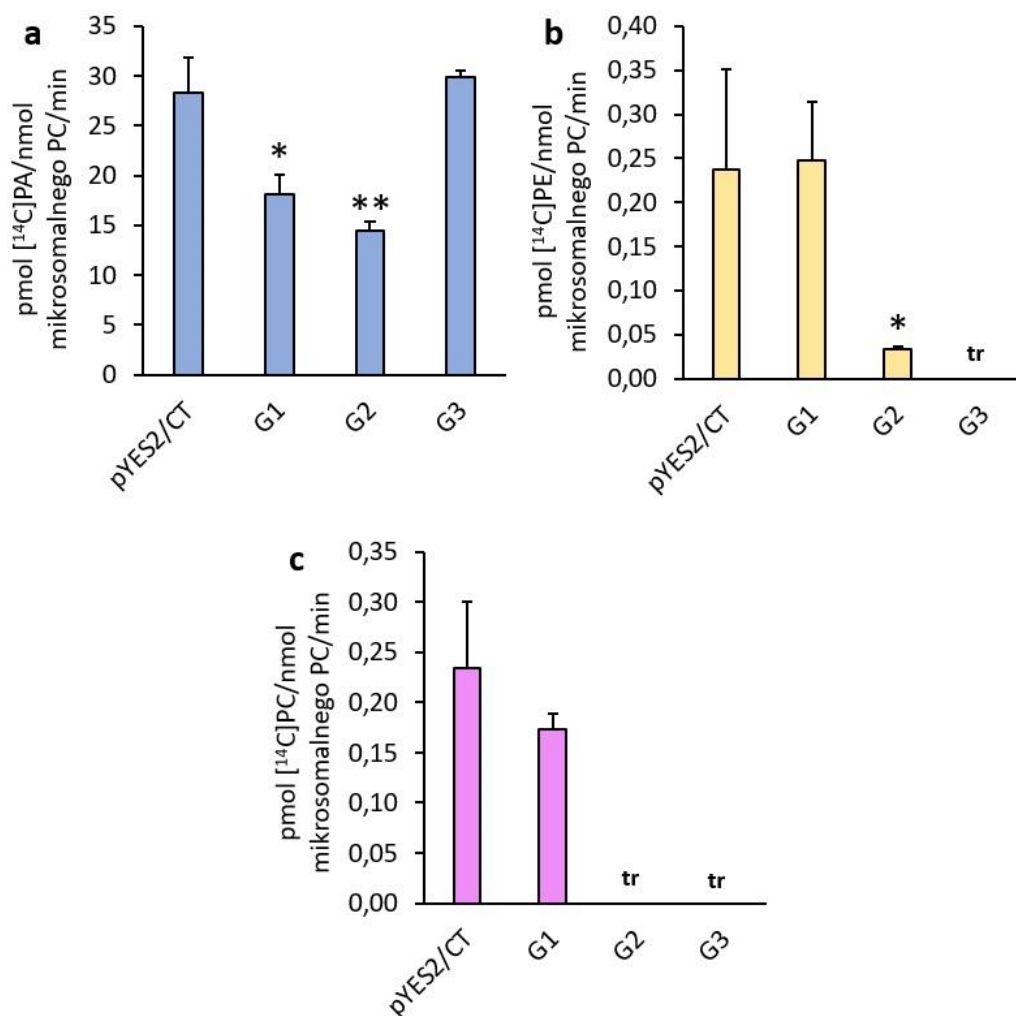 a
pmol [¹⁴C]PA/nmol
mikrosomalnego PC/min
35
30
25
20
15
10
5
0
*
**
pYES2/CT
G1
G2
G3
b
pmol [¹⁴C]PE/nmol
mikrosomalnego PC/min
0,40
0,35
0,30
0,25
0,20
0,15
0,10
0,05
0,00
*
tr
pYES2/CT
G1
G2
G3
c
pmol [¹⁴C]PC/nmol
mikrosomalnego PC/min
0,35
0,30
0,25
0,20
0,15
0,10
0,05
0,00
tr
tr
pYES2/CT
G1
G2
G3